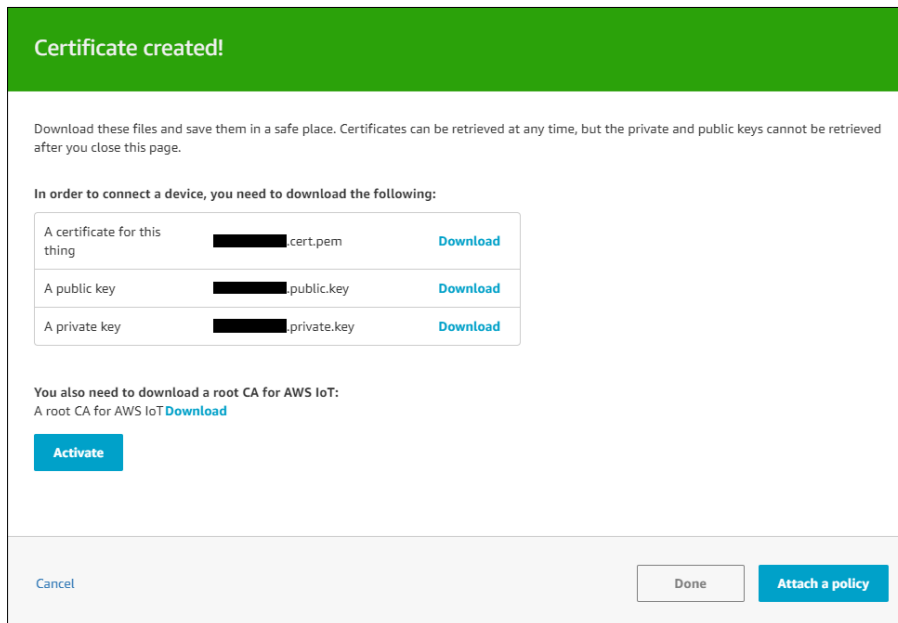 Certificate created!
Download these files and save them in a safe place. Certificates can be retrieved at any time, but the private and public keys cannot be retrieved
after you close this page.
In order to connect a device, you need to download the following:
A certificate for this
thing
.cert.pem
Download
A public key
.public.key
Download
A private key
.private.key
Download
You also need to download a root CA for AWS IoT:
A root CA for AWS IoT Download
Activate
Cancel
Done
Attach a policy